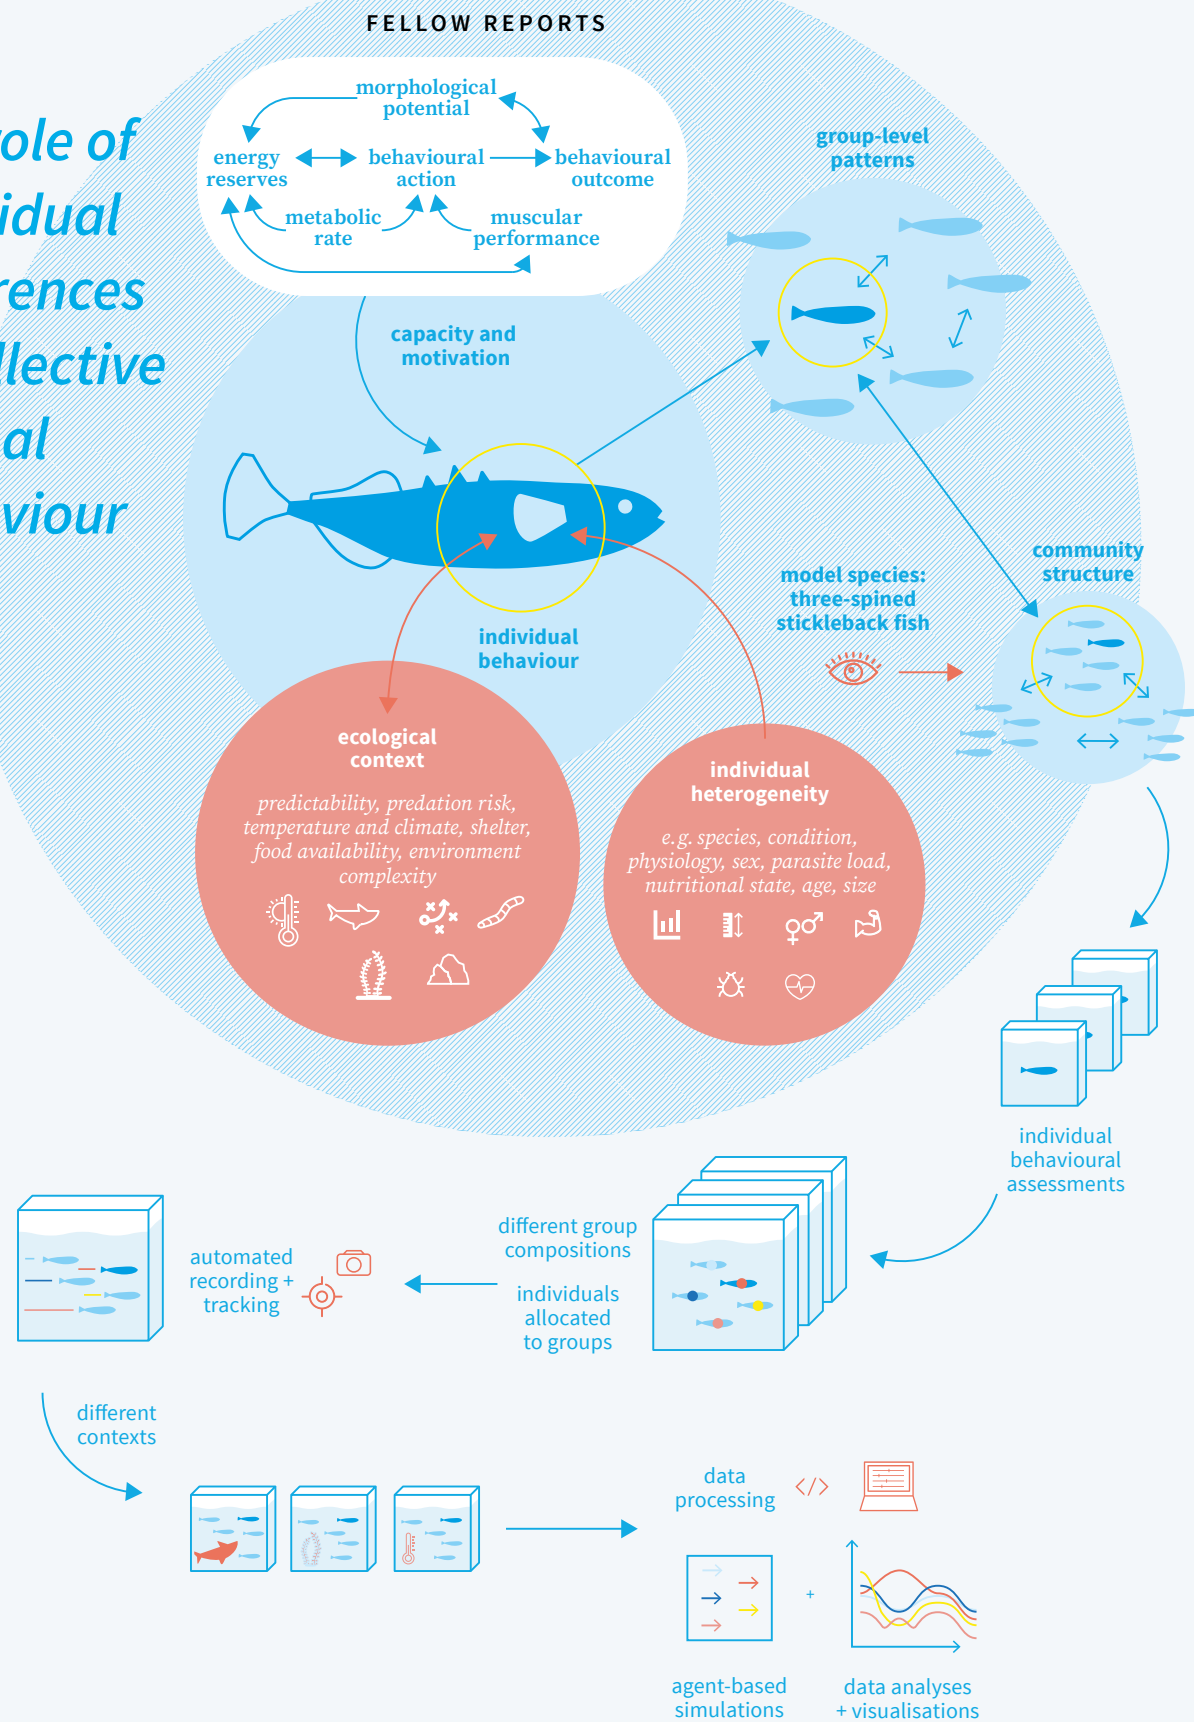 FELLOW REPORTS
role of
vidual
rences
llective
al
viour
morphological
potential
energy
reserves
behavioural
action
behavioural
outcome
metabolic
rate
muscular
performance
capacity and
motivation
group-level
patterns
individual
behaviour
model species:
three-spined
stickleback fish
community
structure
ecological
context
predictability, predation risk,
temperature and climate, shelter,
food availability, environment
complexity
individual
heterogeneity
e.g. species, condition,
physiology, sex, parasite load,
nutritional state, age, size
individual
behavioural
assessments
different group
compositions
individuals
allocated
to groups
automated
recording +
tracking
different
contexts
data
processing
</>
+
agent-based
simulations
data analyses
+ visualisations